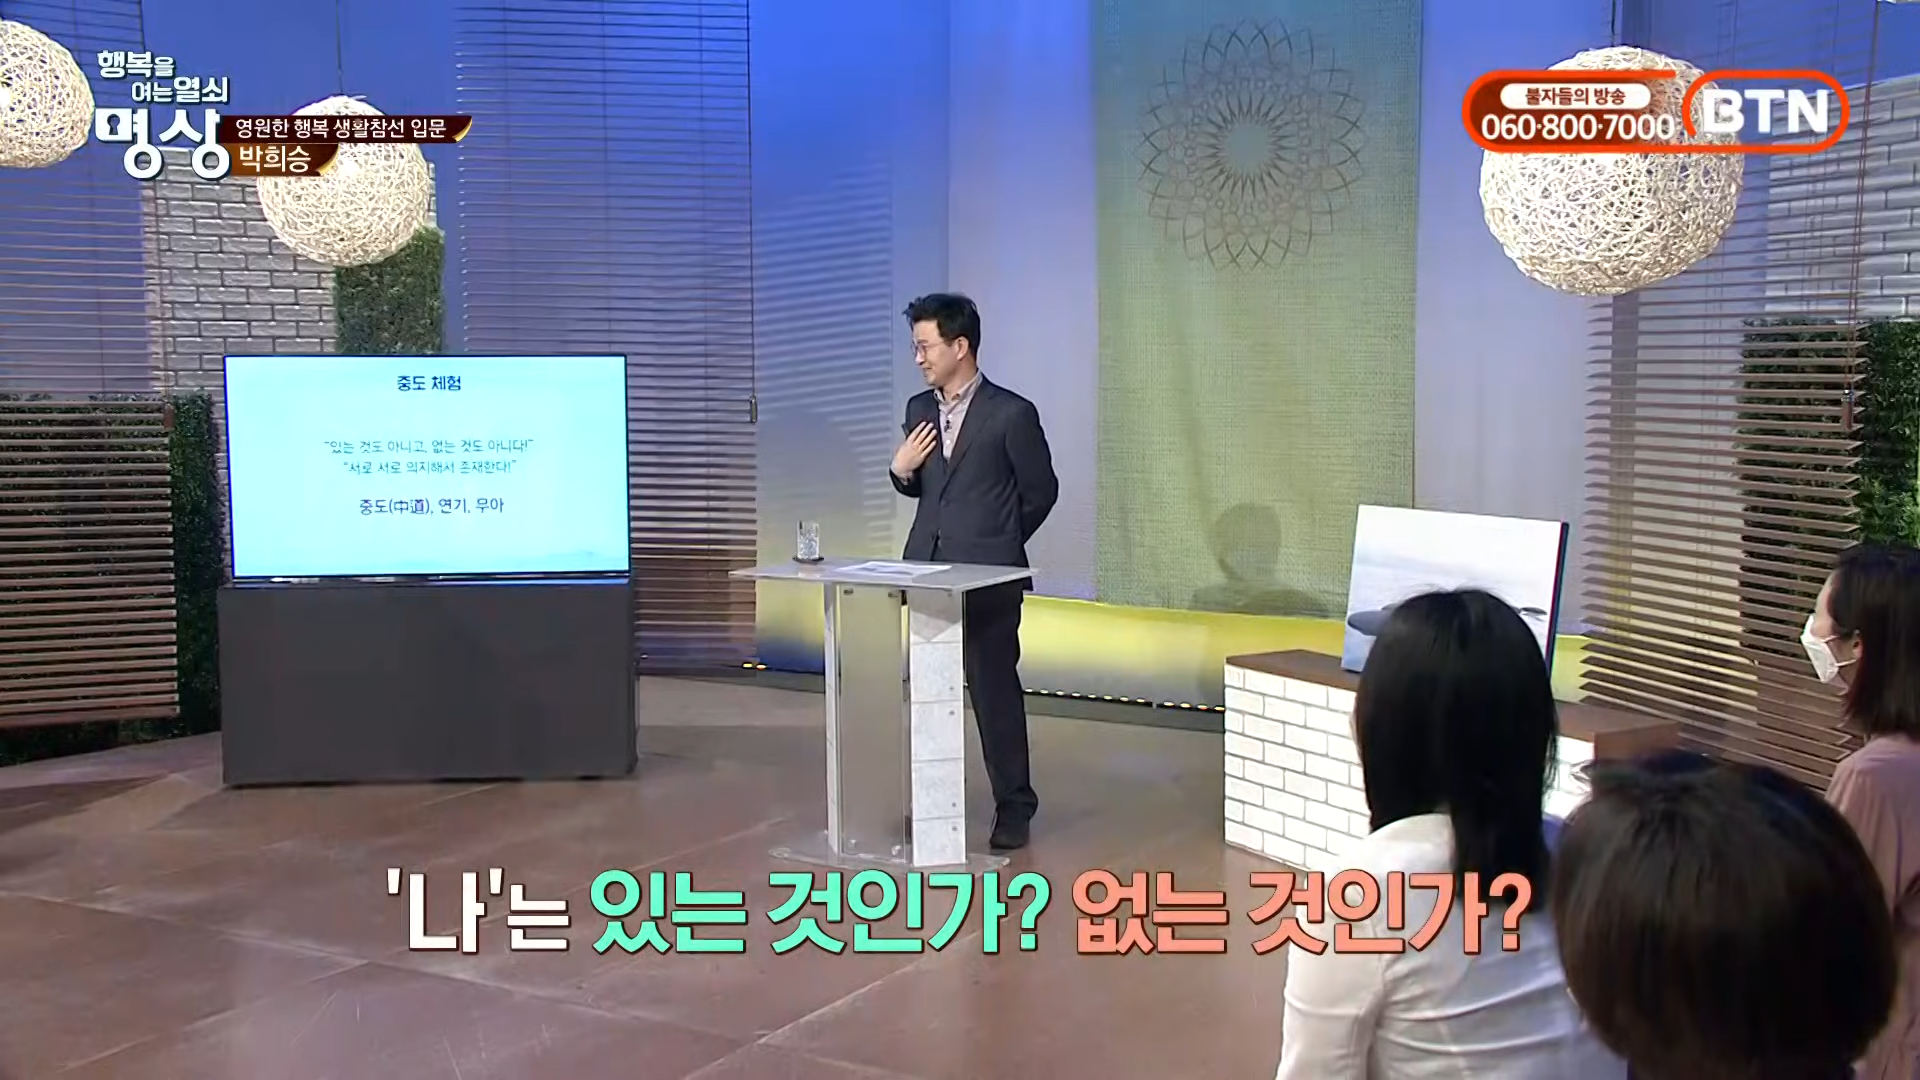 행복을
여는 열쇠
명상
영원한 행복 생활참선 입문
박희승
불자들의 방송
060·800·7000
BTN
중도 체험
"있는 것도 아니고, 없는 것도 아니다!"
"서로 서로 의지해서 존재한다!"
중도(中道), 연기, 무아
'나'는 있는 것인가? 없는 것인가?